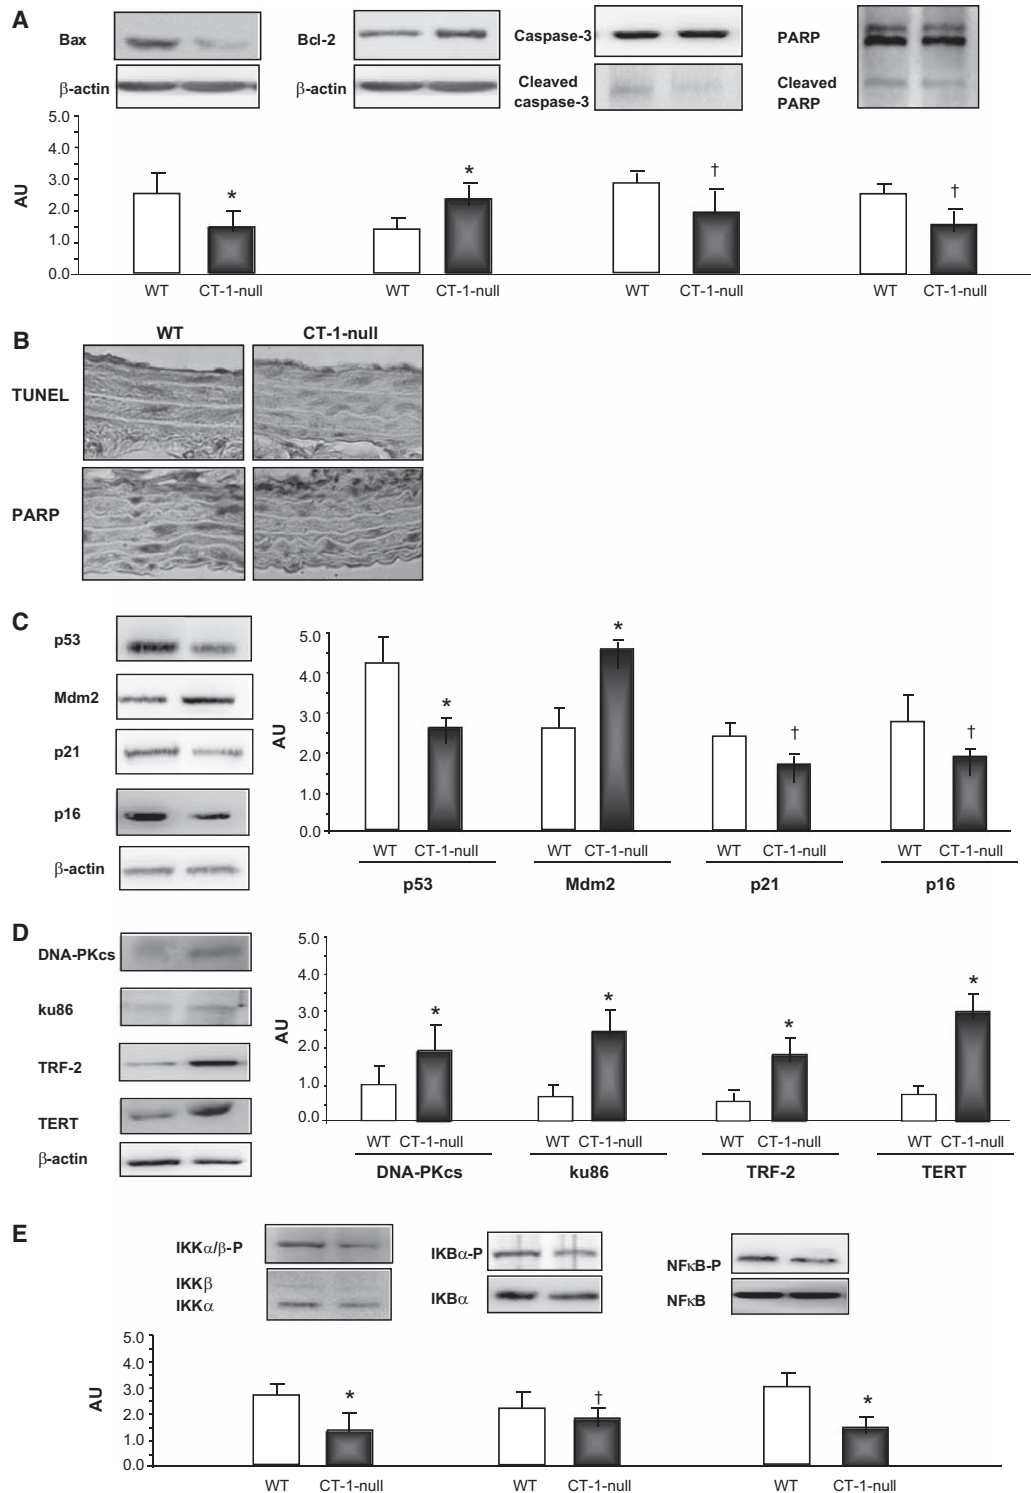 A
Bax
β-actin
Bcl-2
β-actin
Caspase-3
Cleaved
caspase-3
PARP
Cleaved
PARP
AU
5.0
4.0
3.0
2.0
1.0
0.0
* * † †
WT CT-1-null WT CT-1-null WT CT-1-null WT CT-1-null
B
WT CT-1-null
TUNEL
PARP
C
p53
Mdm2
p21
p16
β-actin
AU
5.0
4.0
3.0
2.0
1.0
0.0
* * † †
WT CT-1-null WT CT-1-null WT CT-1-null WT CT-1-null
p53 Mdm2 p21 p16
D
DNA-PKcs
ku86
TRF-2
TERT
β-actin
AU
5.0
4.0
3.0
2.0
1.0
0.0
* * * *
WT CT-1-null WT CT-1-null WT CT-1-null WT CT-1-null
DNA-PKcs ku86 TRF-2 TERT
E
IKKα/β-P
IKKβ
IKKα
IKBα-P
IKBα
NFκB-P
NFκB
AU
5.0
4.0
3.0
2.0
1.0
0.0
* † *
WT CT-1-null WT CT-1-null WT CT-1-null